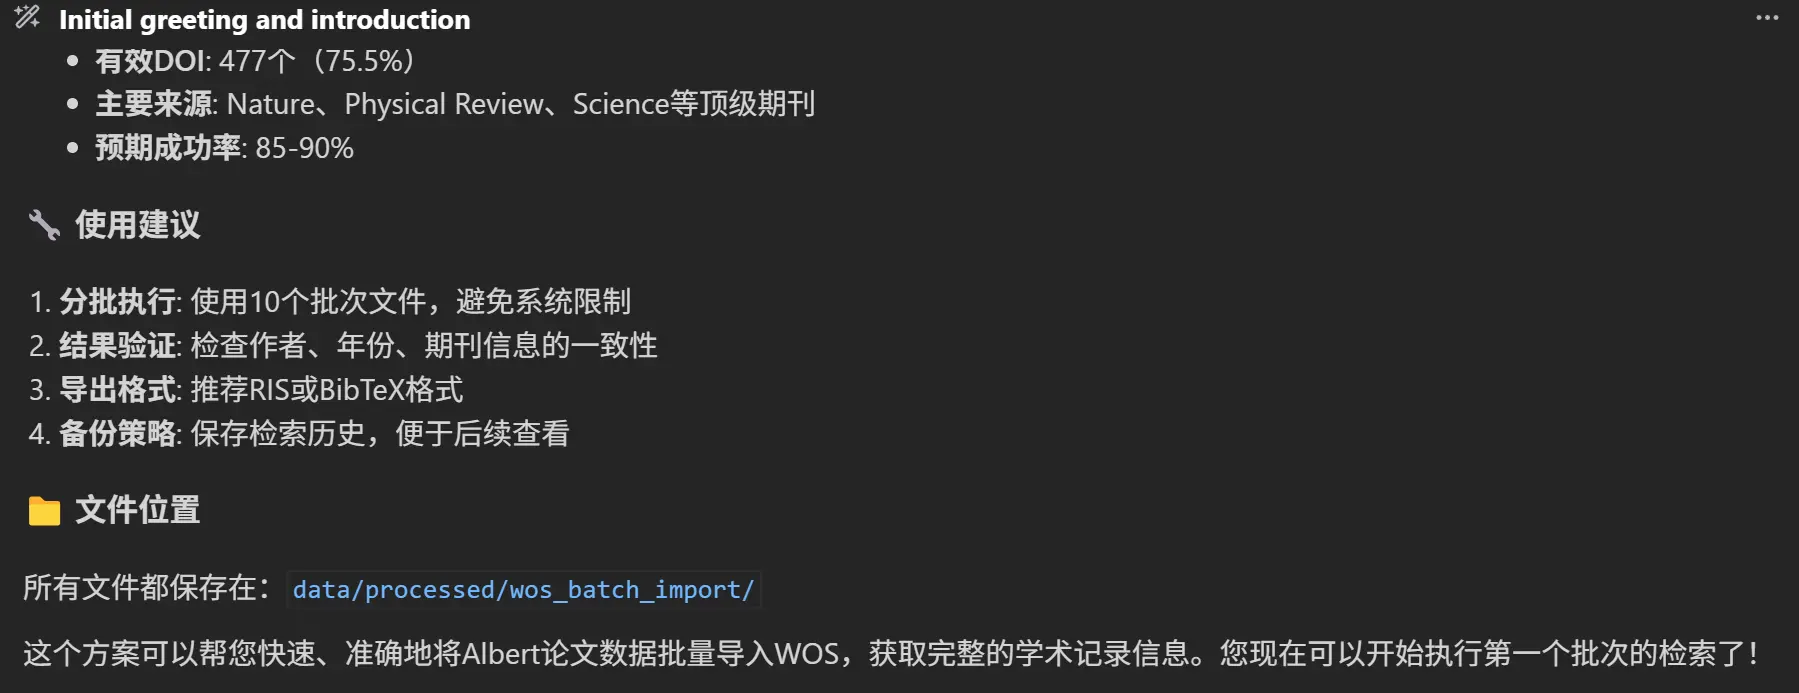 Initial greeting and introduction
• 有效DOI: 477个（75.5%）
• 主要来源: Nature、Physical Review、Science等顶级期刊
• 预期成功率: 85-90%
使用建议
1. 分批执行: 使用10个批次文件，避免系统限制
2. 结果验证: 检查作者、年份、期刊信息的一致性
3. 导出格式: 推荐RIS或BibTeX格式
4. 备份策略: 保存检索历史，便于后续查看
文件位置
所有文件都保存在： data/processed/wos_batch_import/
这个方案可以帮您快速、准确地将Albert论文数据批量导入WOS，获取完整的学术记录信息。您现在可以开始执行第一个批次的检索了！